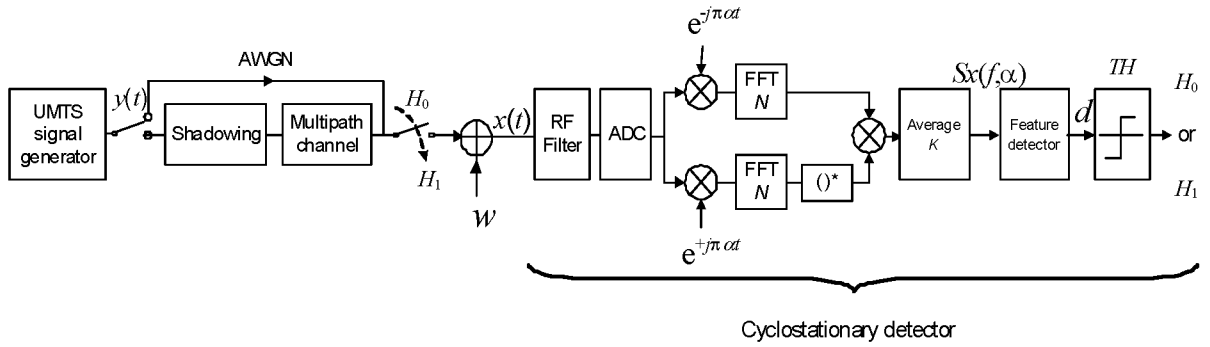 UMTS
signal
generator
y(t)
AWGN
Shadowing
Multipath
channel
H₀
H₁
w
x(t)
RF
Filter
ADC
e^{-jπαt}
e^{+jπαt}
FFT
N
FFT
N
()*
Average
K
Sx(f,α)
Feature
detector
d
TH
H₀
or
H₁
Cyclostationary detector